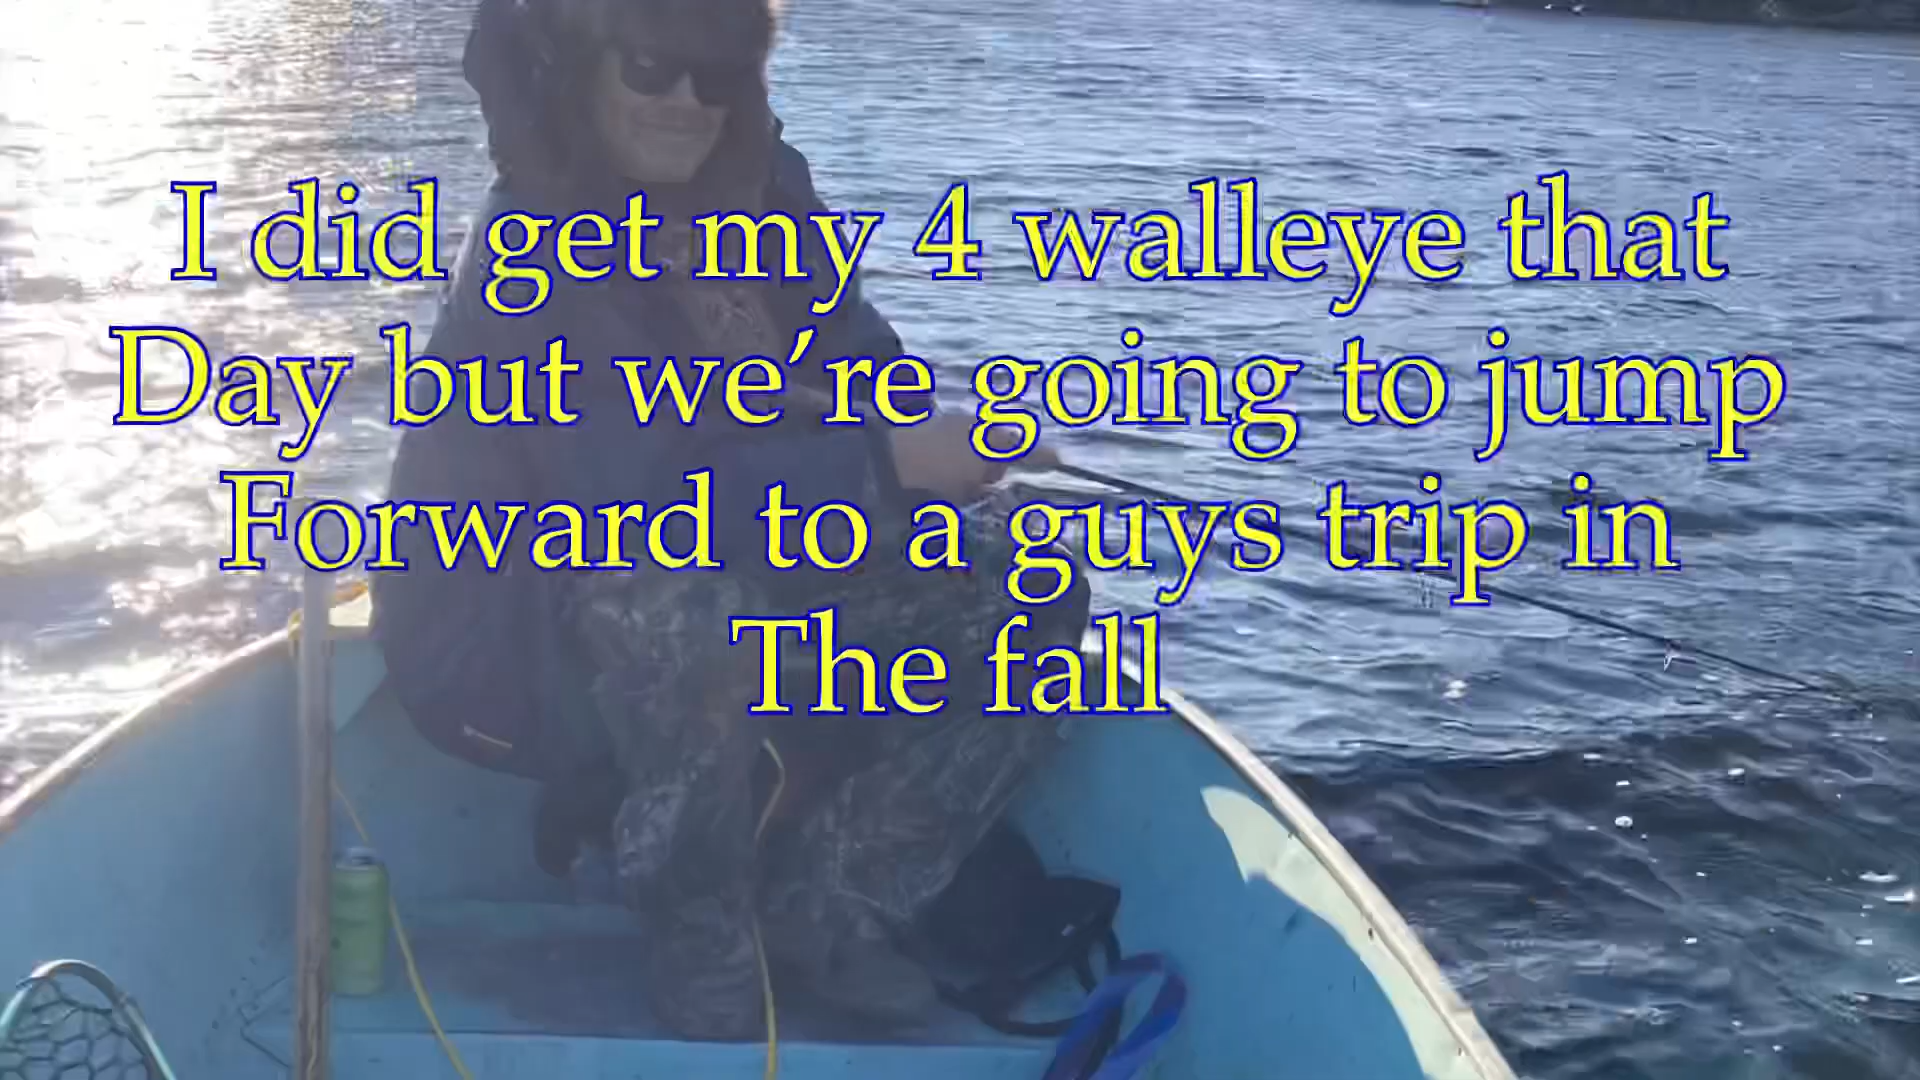 I did get my 4 walleye that
Day but we're going to jump
Forward to a guys trip in
The fall